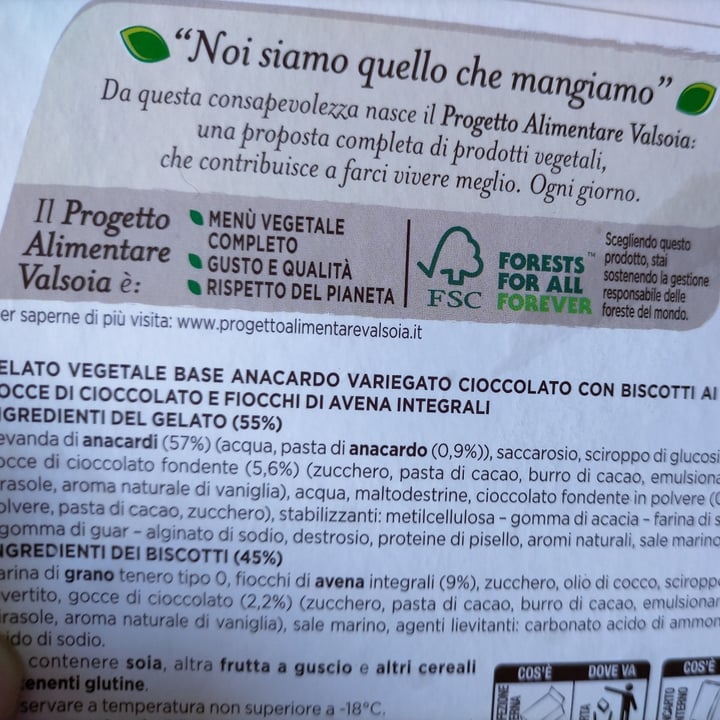 "Noi siamo quello che mangiamo"
Da questa consapevolezza nasce il Progetto Alimentare Valsoia:
una proposta completa di prodotti vegetali,
che contribuisce a farci vivere meglio. Ogni giorno.
Il Progetto
Alimentare
Valsoia è:
MENÙ VEGETALE
COMPLETO
GUSTO E QUALITÀ
RISPETTO DEL PIANETA
FSC
FORESTS™
FOR ALL
FOREVER
Scegliendo questo
prodotto, stai
sostenendo la gestione
responsabile delle
foreste del mondo.
er saperne di più visita: www.progettoalimentarevalsoia.it
ELATO VEGETALE BASE ANACARDO VARIEGATO CIOCCOLATO CON BISCOTTI AI
OCCE DI CIOCCOLATO E FIOCCHI DI AVENA INTEGRALI
NGREDIENTI DEL GELATO (55%)
evanda di anacardi (57%) (acqua, pasta di anacardo (0,9%)), saccarosio, sciroppo di glucosi
occe di cioccolato fondente (5,6%) (zucchero, pasta di cacao, burro di cacao, emulsiona
rasole, aroma naturale di vaniglia), acqua, maltodestrine, cioccolato fondente in polvere (
olvere, pasta di cacao, zucchero), stabilizzanti: metilcellulosa - gomma di acacia - farina di s
gomma di guar - alginato di sodio, destrosio, proteine di pisello, aromi naturali, sale marino
NGREDIENTI DEI BISCOTTI (45%)
arina di grano tenero tipo 0, fiocchi di avena integrali (9%), zucchero, olio di cocco, sciroppo
vertito, gocce di cioccolato (2,2%) (zucchero, pasta di cacao, burro di cacao, emulsionan
irasole, aroma naturale di vaniglia), sale marino, agenti lievitanti: carbonato acido di ammon
ido di sodio.
contenere soia, altra frutta a guscio e altri cereali
enenti glutine.
servare a temperatura non superiore a -18°C.
COS'È
DOVE VA
COS'È